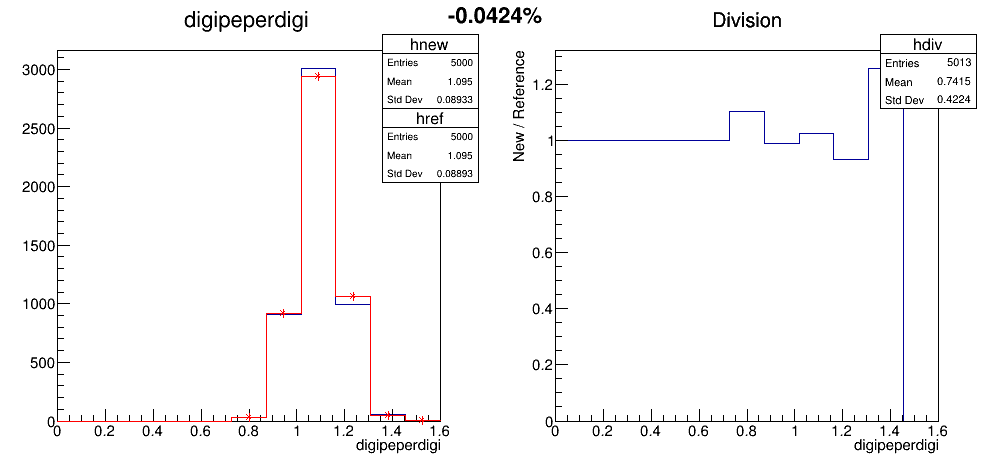 digipeperdigi
-0.0424%
Division
hnew
Entries 5000
Mean 1.095
Std Dev 0.08933
href
Entries 5000
Mean 1.095
Std Dev 0.08893
3000
2500
2000
1500
1000
500
0
0 0.2 0.4 0.6 0.8 1 1.2 1.4 1.6
digipeperdigi
hdiv
Entries 5013
Mean 0.7415
Std Dev 0.4224
New / Reference
1.2
1
0.8
0.6
0.4
0.2
0
0 0.2 0.4 0.6 0.8 1 1.2 1.4 1.6
digipeperdigi